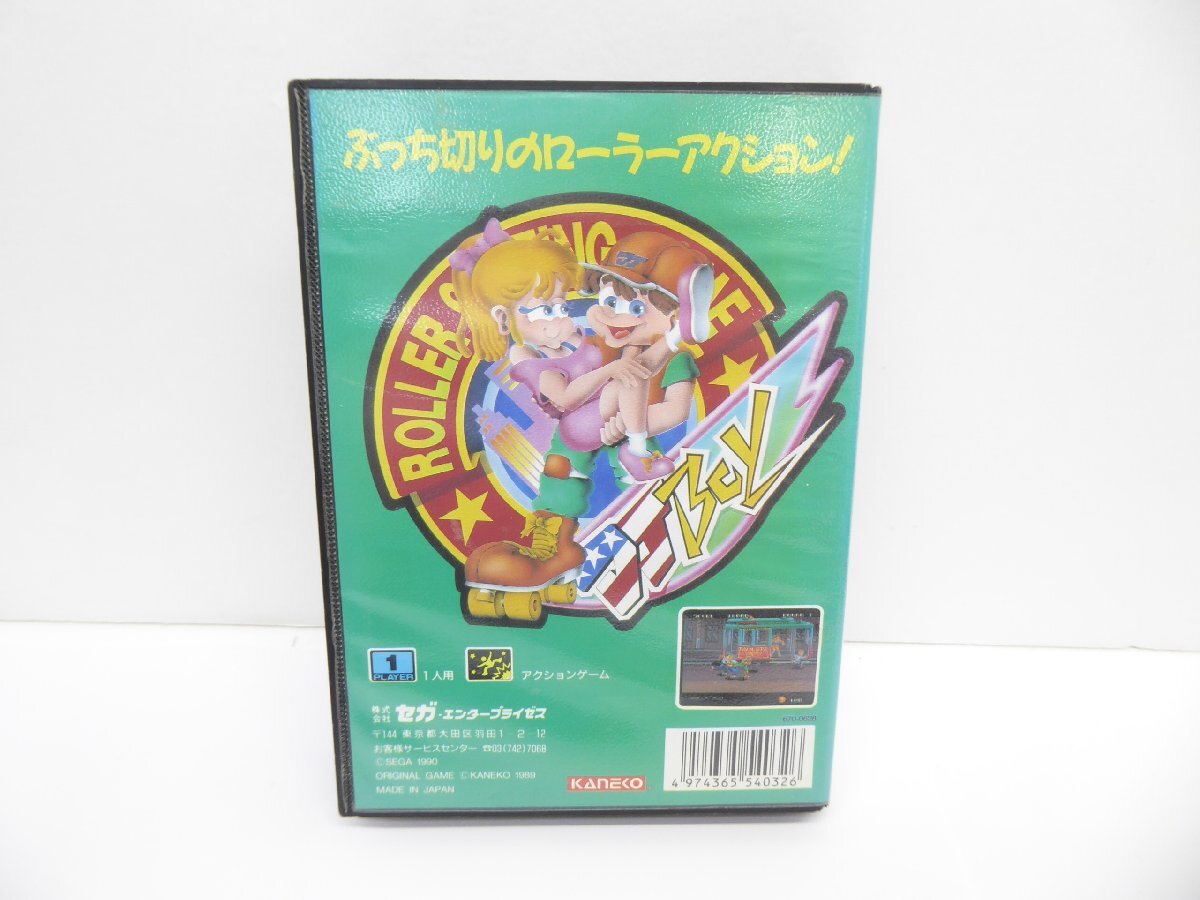 ぶっち切りのローラーアクション!
ROLLER
DJ BOY
1
PLAYER
1人用
アクションゲーム
株式会社 セガ・エンタープライゼス
〒144 東京都大田区羽田1-2-12
お客様サービスセンター ☎03(742)7068
©SEGA 1990
ORIGINAL GAME ©KANEKO 1989
MADE IN JAPAN
KANEKO
670-0638
4 974365 540326